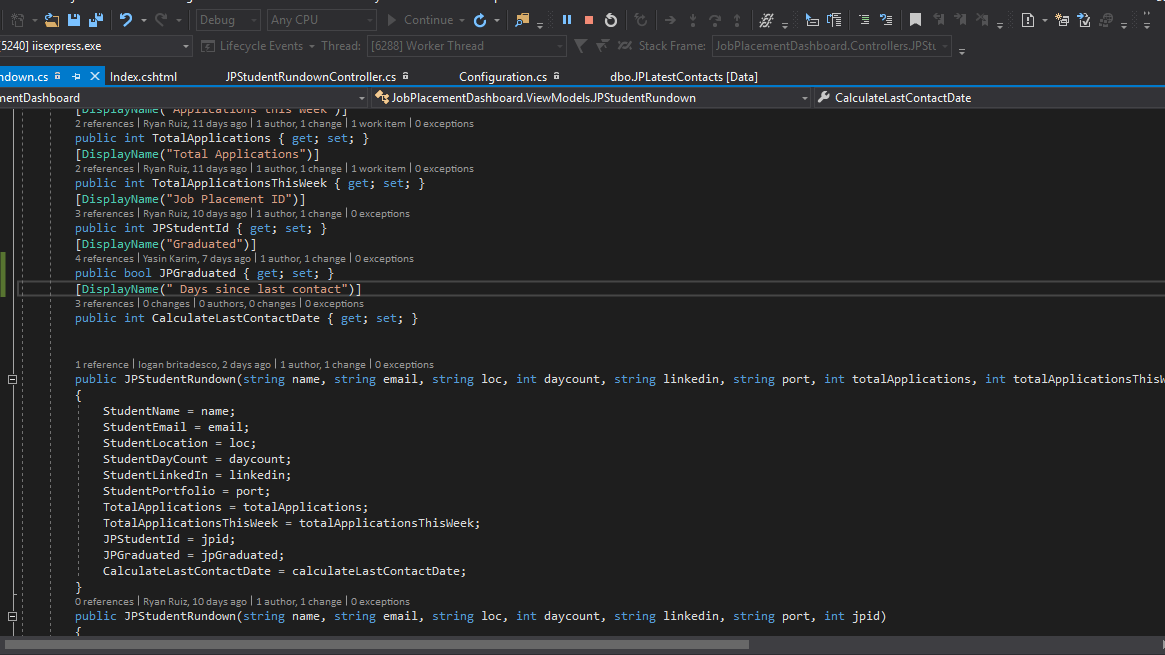 Debug Any CPU Continue
5240] iisexpress.exe Lifecycle Events Thread: [6288] Worker Thread Stack Frame: JobPlacementDashboard.Controllers.JPStu
ndown.cs Index.cshtml JPStudentRundownController.cs Configuration.cs dbo.JPLatestContacts [Data]
mentDashboard JobPlacementDashboard.ViewModels.JPStudentRundown CalculateLastContactDate
[DisplayName("Applications this week")]
2 references | Ryan Ruiz, 11 days ago | 1 author, 1 change | 1 work item | 0 exceptions
public int TotalApplications { get; set; }
[DisplayName("Total Applications")]
2 references | Ryan Ruiz, 11 days ago | 1 author, 1 change | 1 work item | 0 exceptions
public int TotalApplicationsThisWeek { get; set; }
[DisplayName("Job Placement ID")]
3 references | Ryan Ruiz, 10 days ago | 1 author, 1 change | 0 exceptions
public int JPStudentId { get; set; }
[DisplayName("Graduated")]
4 references | Yasin Karim, 7 days ago | 1 author, 1 change | 0 exceptions
public bool JPGraduated { get; set; }
[DisplayName(" Days since last contact")]
3 references | 0 changes | 0 authors, 0 changes | 0 exceptions
public int CalculateLastContactDate { get; set; }
1 reference | logan britadesco, 2 days ago | 1 author, 1 change | 0 exceptions
public JPStudentRundown(string name, string email, string loc, int daycount, string linkedin, string port, int totalApplications, int totalApplicationsThisW
{
StudentName = name;
StudentEmail = email;
StudentLocation = loc;
StudentDayCount = daycount;
StudentLinkedIn = linkedin;
StudentPortfolio = port;
TotalApplications = totalApplications;
TotalApplicationsThisWeek = totalApplicationsThisWeek;
JPStudentId = jpid;
JPGraduated = jpGraduated;
CalculateLastContactDate = calculateLastContactDate;
}
0 references | Ryan Ruiz, 10 days ago | 1 author, 1 change | 0 exceptions
public JPStudentRundown(string name, string email, string loc, int daycount, string linkedin, string port, int jpid)
{